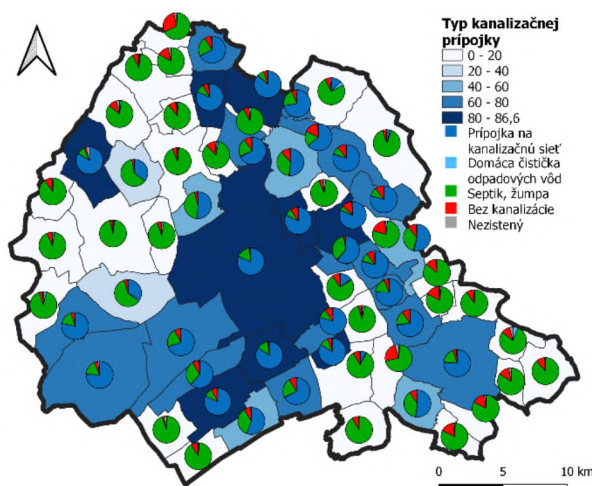 Typ kanalizačnej
prípojky
0 - 20
20 - 40
40 - 60
60 - 80
80 - 86,6
Prípojka na
kanalizačnú sieť
Domáca čistička
odpadových vôd
Septik, žumpa
Bez kanalizácie
Nezistený
0 5 10 km